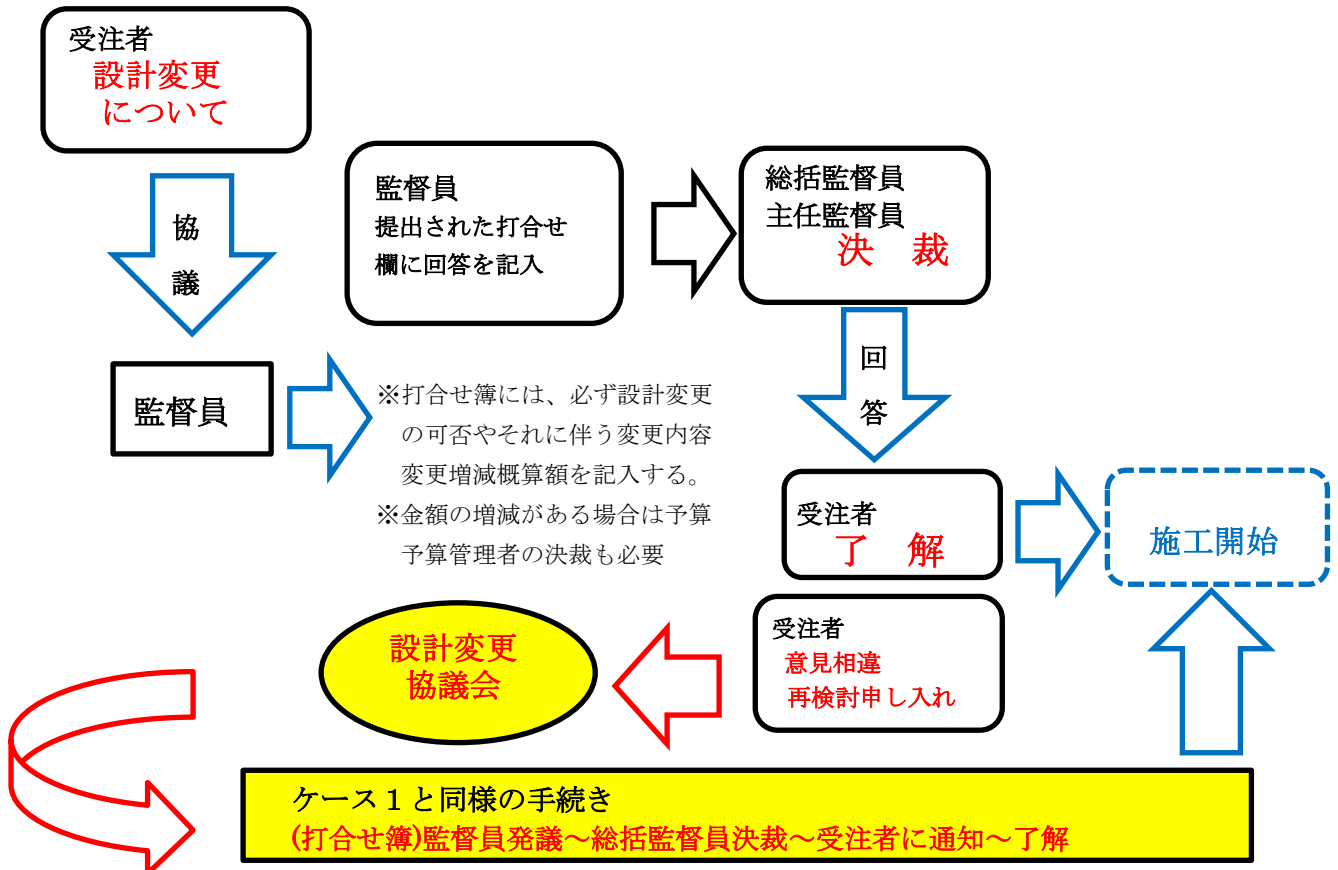 受注者
設計変更
について
協
議
監督員
監督員
提出された打合せ
欄に回答を記入
総括監督員
主任監督員
決　裁
※打合せ簿には、必ず設計変更
の可否やそれに伴う変更内容
変更増減概算額を記入する。
※金額の増減がある場合は予算
予算管理者の決裁も必要
回
答
受注者
了　解
施工開始
受注者
意見相違
再検討申し入れ
設計変更
協議会
ケース１と同様の手続き
(打合せ簿)監督員発議～総括監督員決裁～受注者に通知～了解